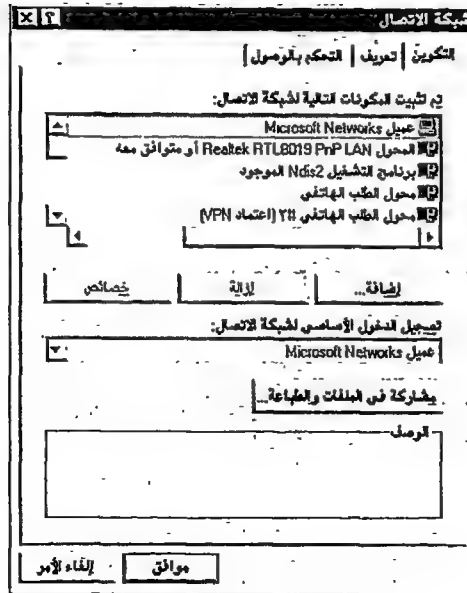 شبكة الاتصال
التكوين تعريف التحكم بالوصول
تم تثبيت المكونات التالية لشبكة الاتصال:
عميل Microsoft Networks
المحول Realtek RTL8019 PnP LAN أو متوافق معه
برنامج التشغيل Ndis2 الموجود
محول الطلب الهاتفي
محول الطلب الهاتفي #٢ (اعتماد VPN)
إضافة... إزالة خصائص
تسجيل الدخول الأساسي لشبكة الاتصال:
عميل Microsoft Networks
مشاركة في الملفات والطباعة...
الوصف
موافق إلغاء الأمر